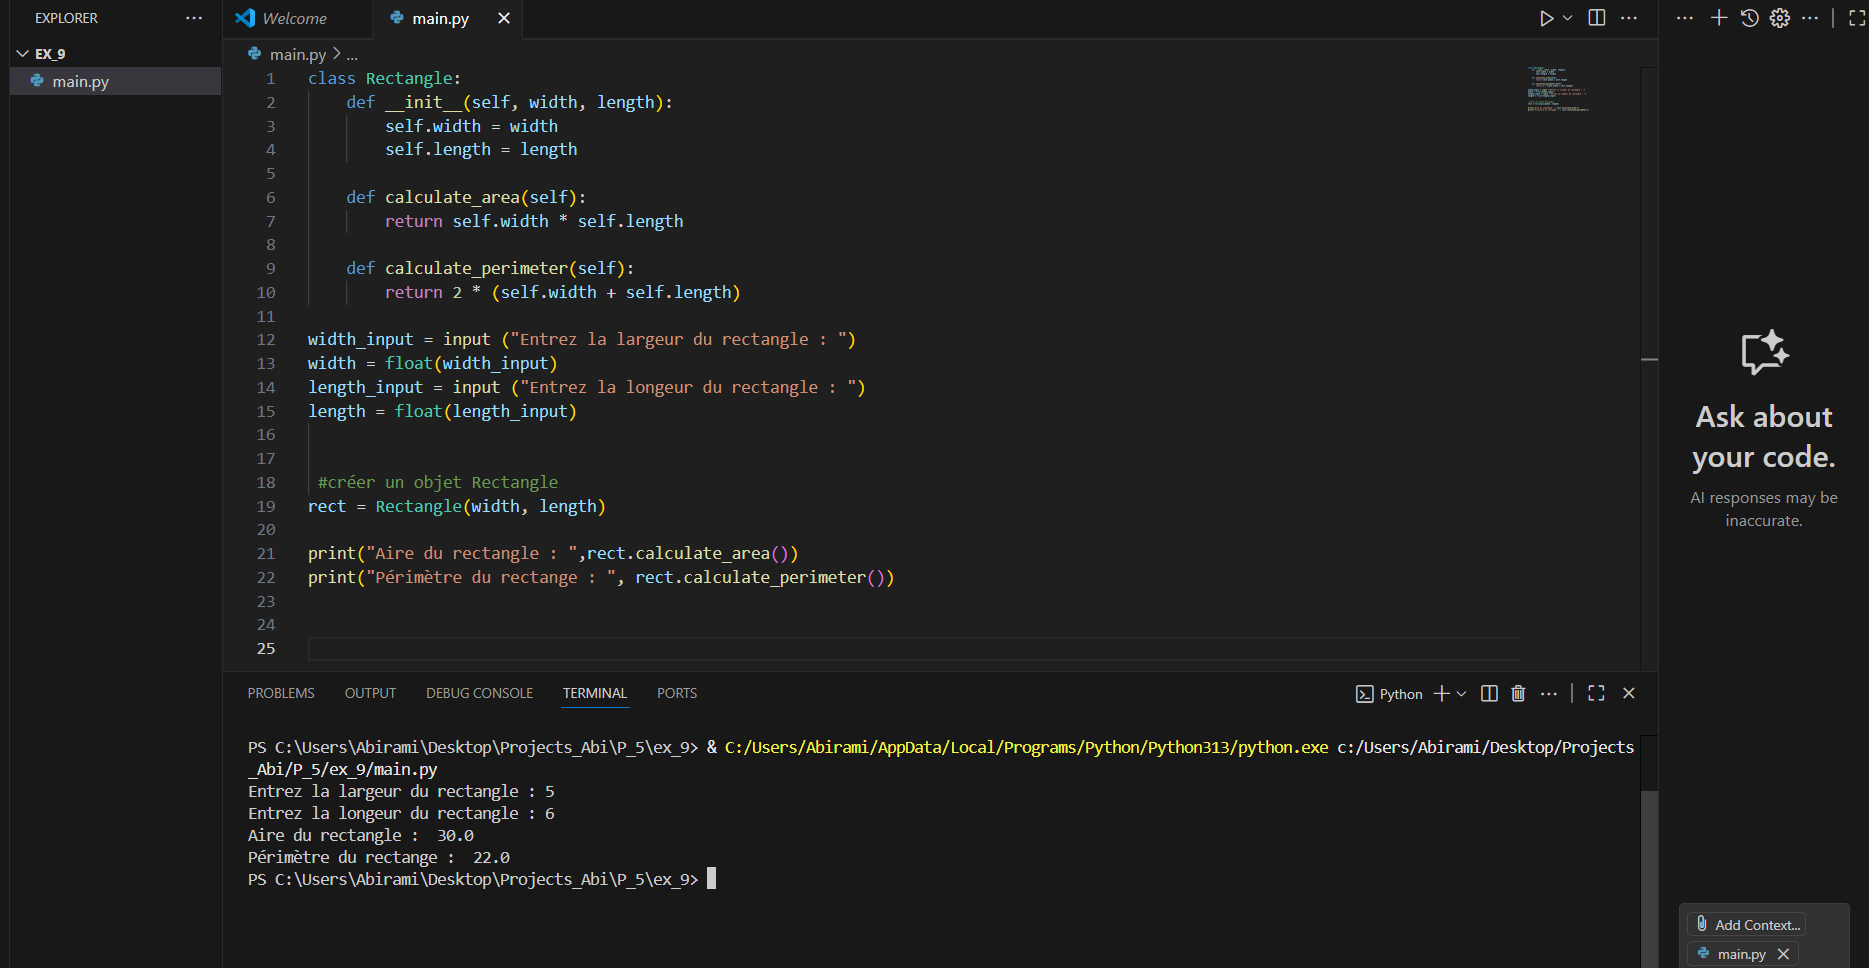 EXPLORER
EX_9
main.py
Welcome
main.py
main.py > ...
1 class Rectangle:
2 def __init__(self, width, length):
3 self.width = width
4 self.length = length
5
6 def calculate_area(self):
7 return self.width * self.length
8
9 def calculate_perimeter(self):
10 return 2 * (self.width + self.length)
11
12 width_input = input ("Entrez la largeur du rectangle : ")
13 width = float(width_input)
14 length_input = input ("Entrez la longeur du rectangle : ")
15 length = float(length_input)
16
17
18 #créer un objet Rectangle
19 rect = Rectangle(width, length)
20
21 print("Aire du rectangle : ",rect.calculate_area())
22 print("Périmètre du rectange : ", rect.calculate_perimeter())
23
24
25
PROBLEMS OUTPUT DEBUG CONSOLE TERMINAL PORTS
Python
PS C:\Users\Abirami\Desktop\Projects_Abi\P_5\ex_9> & C:/Users/Abirami/AppData/Local/Programs/Python/Python313/python.exe c:/Users/Abirami/Desktop/Projects
_Abi/P_5/ex_9/main.py
Entrez la largeur du rectangle : 5
Entrez la longeur du rectangle : 6
Aire du rectangle :  30.0
Périmètre du rectange :  22.0
PS C:\Users\Abirami\Desktop\Projects_Abi\P_5\ex_9>
Ask about
your code.
AI responses may be
inaccurate.
Add Context...
main.py